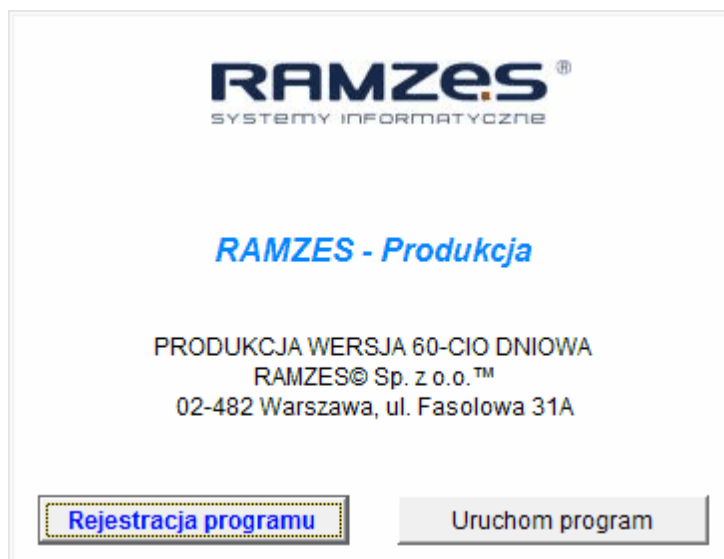 RAMZES ®
SYSTEMY INFORMATYCZNE
RAMZES - Produkcja
PRODUKCJA WERSJA 60-CIO DNIOWA
RAMZES© Sp. z o.o.™
02-482 Warszawa, ul. Fasolowa 31A
Rejestracja programu
Uruchom program